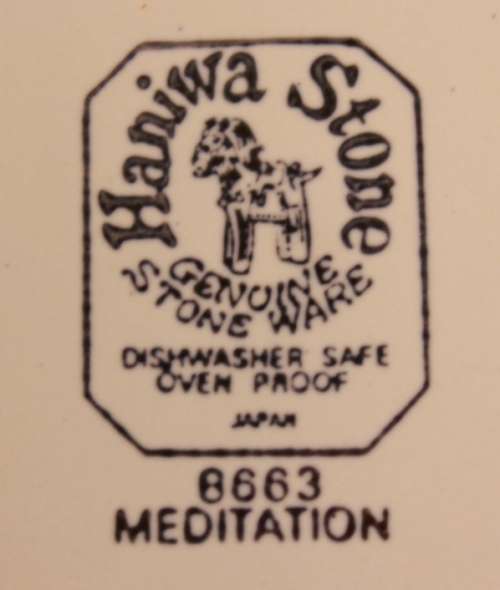 Haniwa Stone
GENUINE
STONE WARE
DISHWASHER SAFE
OVEN PROOF
JAPAN
8663
MEDITATION